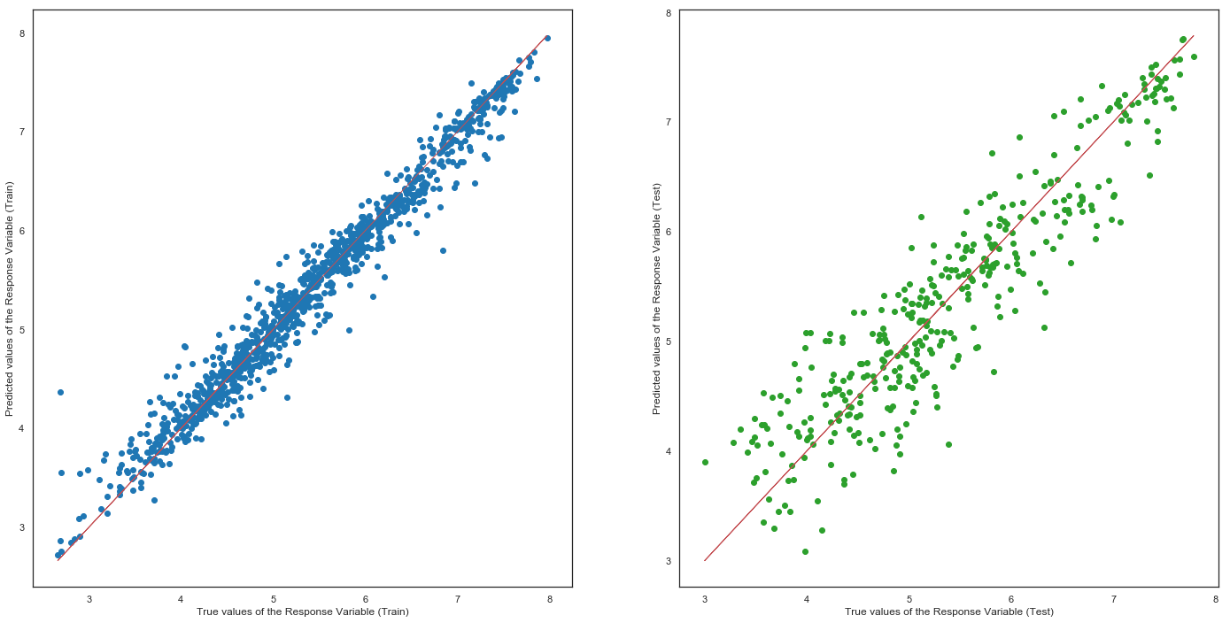 Predicted values of the Response Variable (Train)
8
7
6
5
4
3
3 4 5 6 7 8
True values of the Response Variable (Train)
Predicted values of the Response Variable (Test)
8
7
6
5
4
3
3 4 5 6 7 8
True values of the Response Variable (Test)